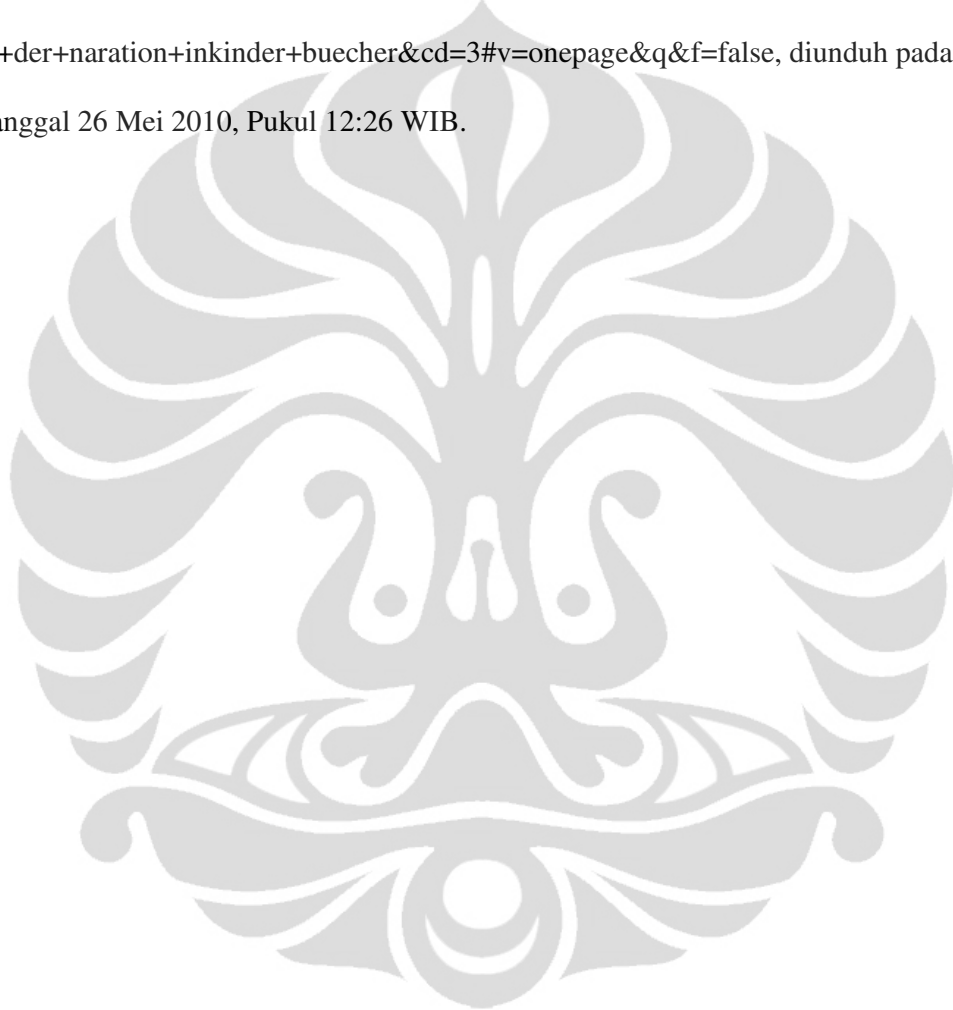 +der+naration+inkinder+buecher&cd=3#v=onepage&q&f=false, diunduh pada
anggal 26 Mei 2010, Pukul 12:26 WIB.